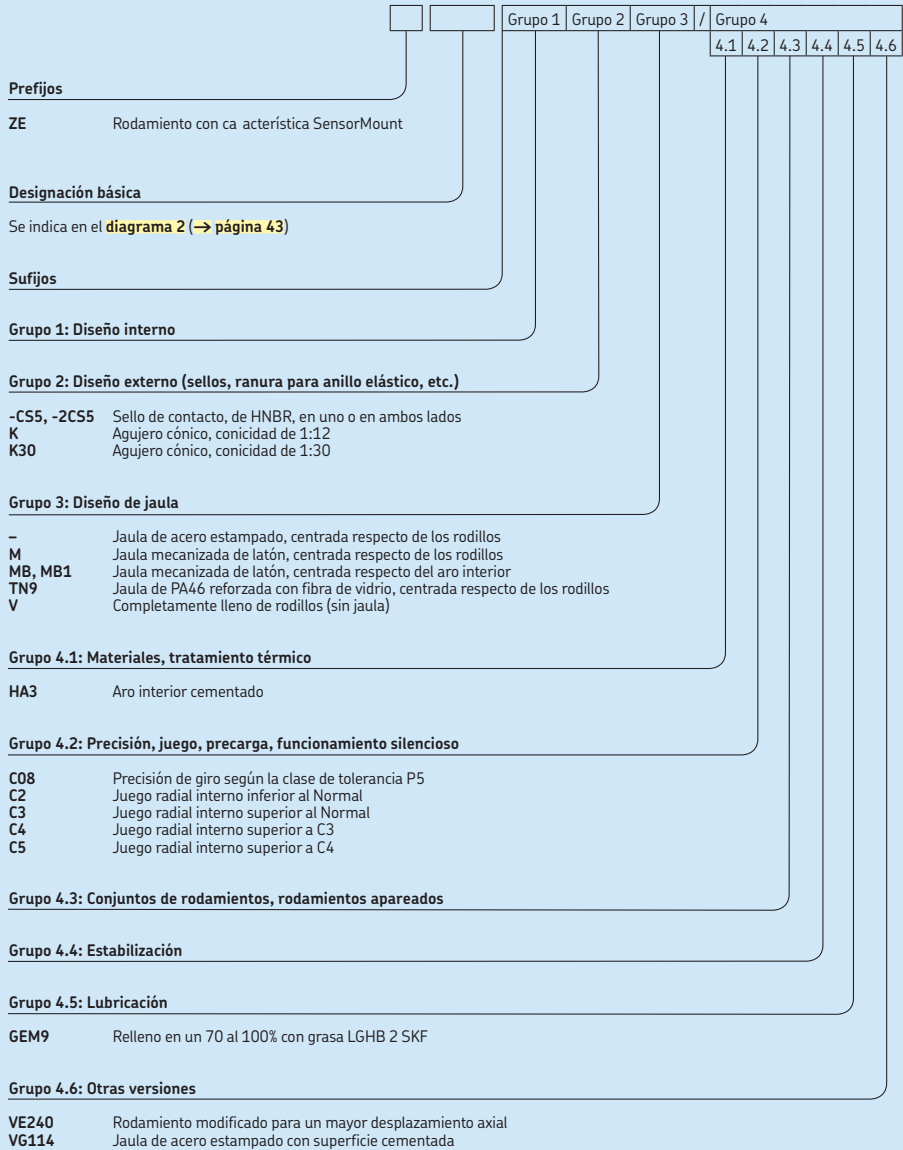 Grupo 1 Grupo 2 Grupo 3 / Grupo 4
4.1 4.2 4.3 4.4 4.5 4.6
Prefijos
ZE Rodamiento con ca acterística SensorMount
Designación básica
Se indica en el diagrama 2 (→ página 43)
Sufijos
Grupo 1: Diseño interno
Grupo 2: Diseño externo (sellos, ranura para anillo elástico, etc.)
-CS5, -2CS5 Sello de contacto, de HNBR, en uno o en ambos lados
K Agujero cónico, conicidad de 1:12
K30 Agujero cónico, conicidad de 1:30
Grupo 3: Diseño de jaula
– Jaula de acero estampado, centrada respecto de los rodillos
M Jaula mecanizada de latón, centrada respecto de los rodillos
MB, MB1 Jaula mecanizada de latón, centrada respecto del aro interior
TN9 Jaula de PA46 reforzada con fibra de vidrio, centrada respecto de los rodillos
V Completamente lleno de rodillos (sin jaula)
Grupo 4.1: Materiales, tratamiento térmico
HA3 Aro interior cementado
Grupo 4.2: Precisión, juego, precarga, funcionamiento silencioso
C08 Precisión de giro según la clase de tolerancia P5
C2 Juego radial interno inferior al Normal
C3 Juego radial interno superior al Normal
C4 Juego radial interno superior a C3
C5 Juego radial interno superior a C4
Grupo 4.3: Conjuntos de rodamientos, rodamientos apareados
Grupo 4.4: Estabilización
Grupo 4.5: Lubricación
GEM9 Relleno en un 70 al 100% con grasa LGHB 2 SKF
Grupo 4.6: Otras versiones
VE240 Rodamiento modificado para un mayor desplazamiento axial
VG114 Jaula de acero estampado con superficie cementada